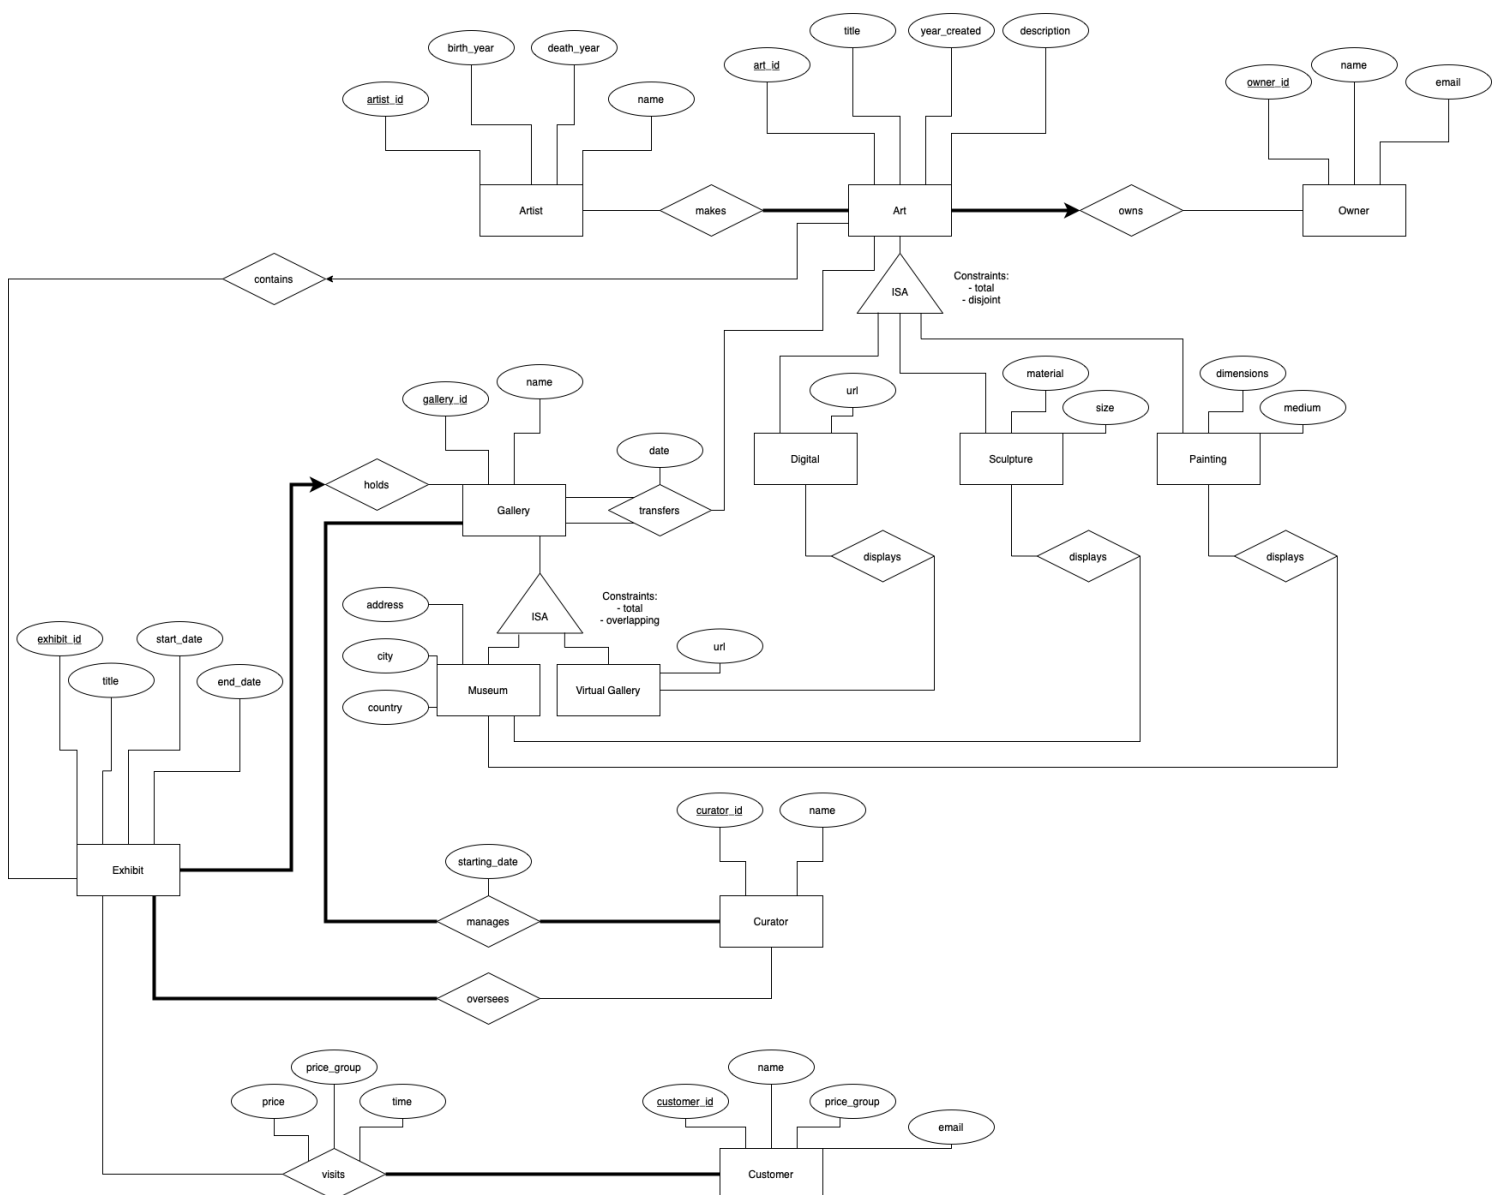 title
year_created
description
birth_year
death_year
art_id
name
owner_id
email
artist_id
name
Artist
makes
Art
owns
Owner
contains
Constraints:
- total
- disjoint
ISA
name
gallery_id
url
material
size
dimensions
medium
date
Digital
Sculpture
Painting
holds
Gallery
transfers
displays
displays
displays
address
ISA
Constraints:
- total
- overlapping
exhibit_id
start_date
title
end_date
city
country
url
Museum
Virtual Gallery
curator_id
name
starting_date
Exhibit
manages
Curator
oversees
price_group
name
price
time
customer_id
price_group
email
visits
Customer